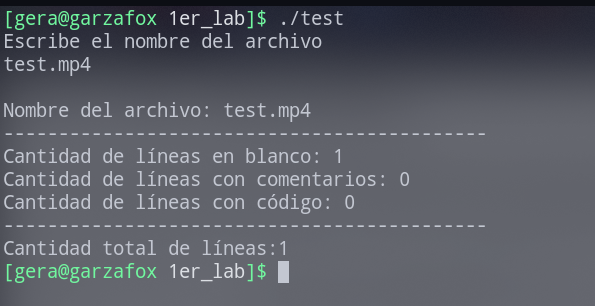 [gera@garzafox 1er_lab]$ ./test
Escribe el nombre del archivo
test.mp4
Nombre del archivo: test.mp4
--------------------------------------------
Cantidad de líneas en blanco: 1
Cantidad de líneas con comentarios: 0
Cantidad de líneas con código: 0
--------------------------------------------
Cantidad total de líneas:1
[gera@garzafox 1er_lab]$